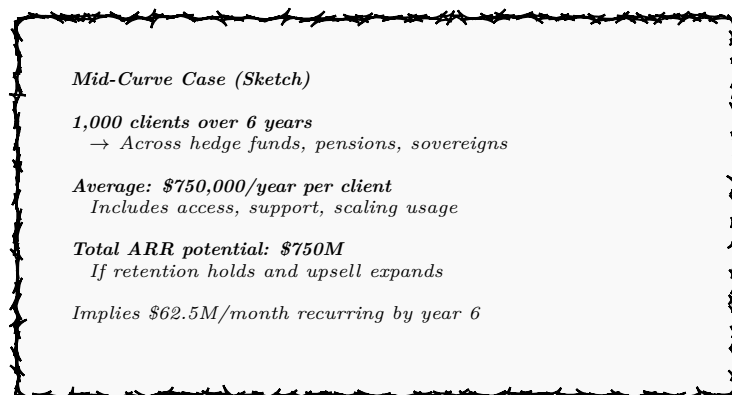 Mid-Curve Case (Sketch)
1,000 clients over 6 years
→ Across hedge funds, pensions, sovereigns
Average: $750,000/year per client
Includes access, support, scaling usage
Total ARR potential: $750M
If retention holds and upsell expands
Implies $62.5M/month recurring by year 6